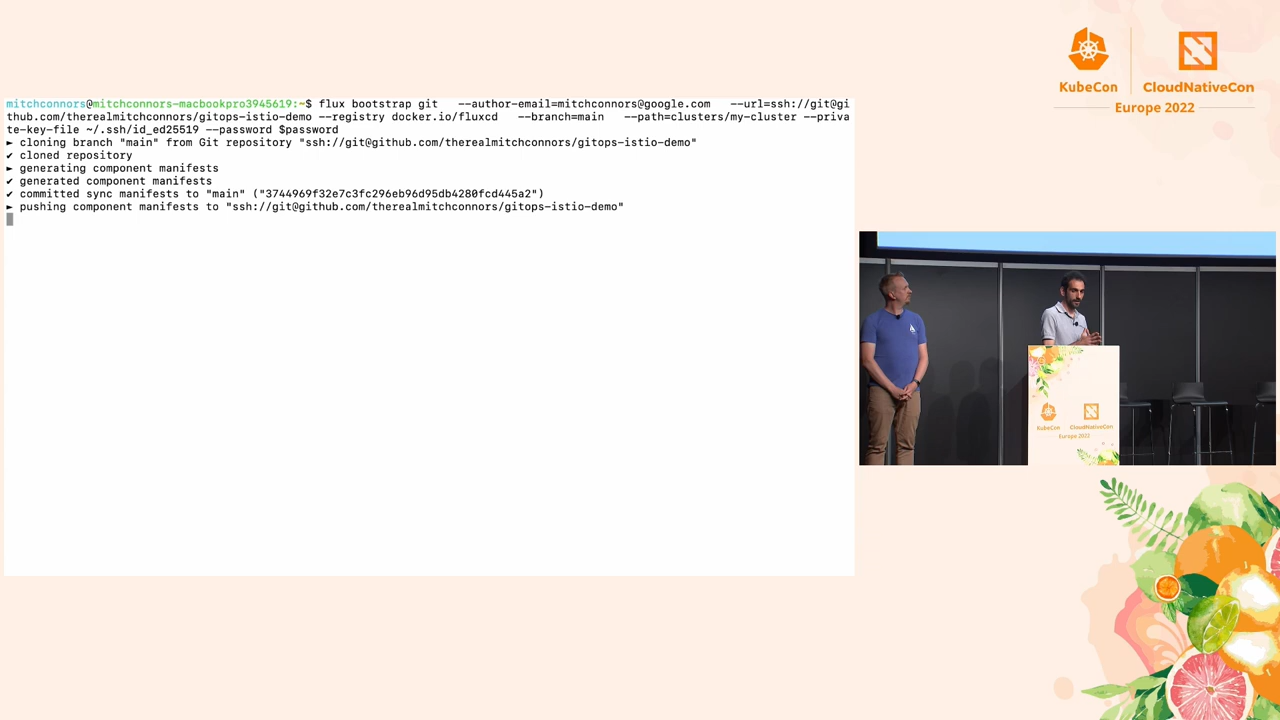 mitchconnors@mitchconnors-macbookpro3945619:~$ flux bootstrap git   --author-email=mitchconnors@google.com   --url=ssh://git@gi
thub.com/therealmitchconnors/gitops-istio-demo --registry docker.io/fluxcd   --branch=main   --path=clusters/my-cluster --priva
te-key-file ~/.ssh/id_ed25519 --password $password
► cloning branch "main" from Git repository "ssh://git@github.com/therealmitchconnors/gitops-istio-demo"
✔ cloned repository
► generating component manifests
✔ generated component manifests
✔ committed sync manifests to "main" ("3744969f32e7c3fc296eb96d95db4280fcd445a2")
► pushing component manifests to "ssh://git@github.com/therealmitchconnors/gitops-istio-demo"
KubeCon
CloudNativeCon
Europe 2022
KubeCon
CloudNativeCon
Europe 2022